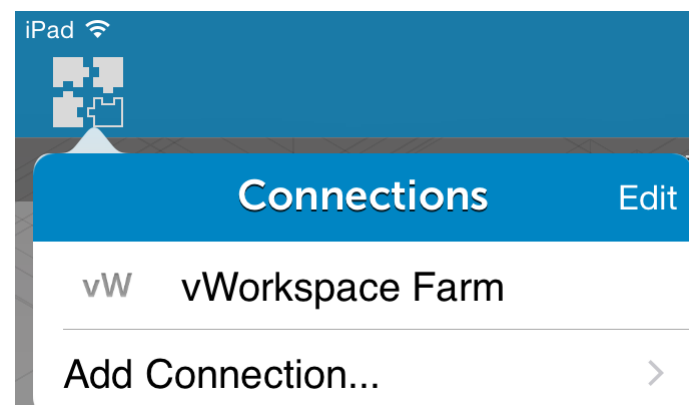 iPad
Connections Edit
vW vWorkspace Farm
Add Connection...